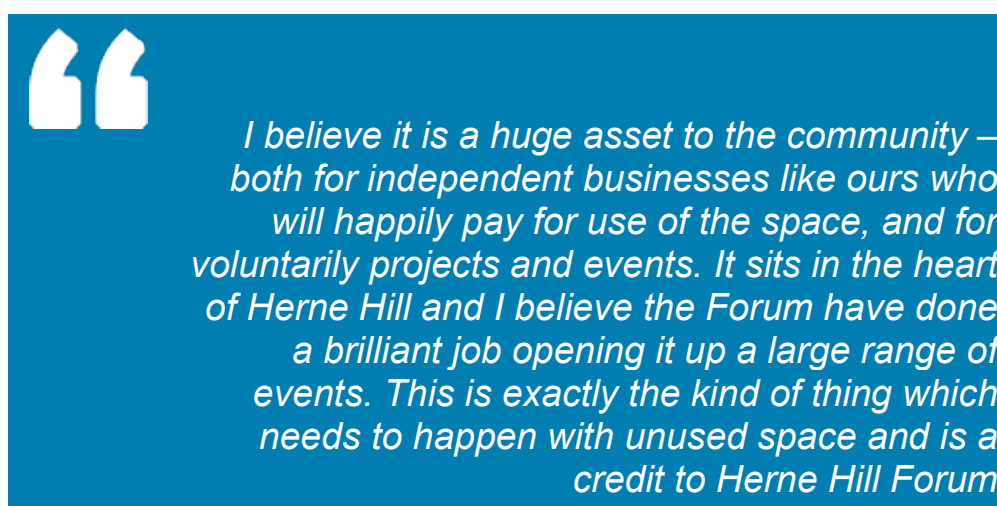 “
I believe it is a huge asset to the community –
both for independent businesses like ours who
will happily pay for use of the space, and for
voluntarily projects and events. It sits in the heart
of Herne Hill and I believe the Forum have done
a brilliant job opening it up a large range of
events. This is exactly the kind of thing which
needs to happen with unused space and is a
credit to Herne Hill Forum